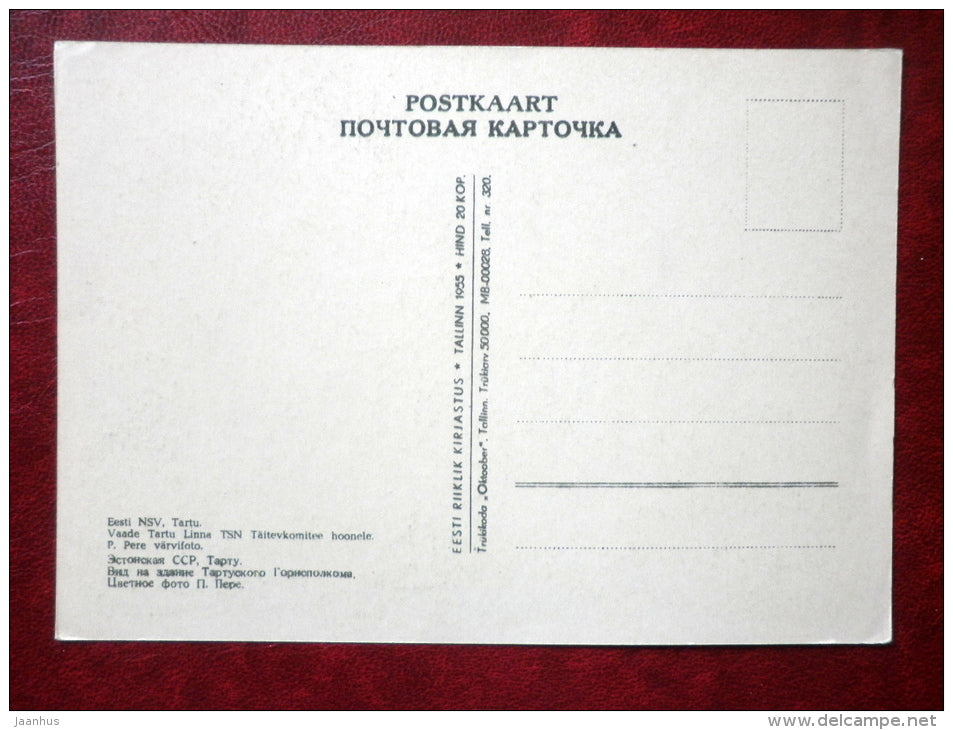 POSTKAART
ПОЧТОВАЯ КАРТОЧКА
EESTI RIIKLIK KIRJASTUS * TALLINN 1955 * HIND 20 KOP.
Trükikoda „Oktoober", Tallinn. Trükiarv 50 000, MB-00028, Tell. nr. 320.
Eesti NSV, Tartu.
Vaade Tartu Linna TSN Täitevkomitee hoonele.
P. Pere värvifoto.
Эстонская ССР, Тарту.
Вид на здание Тартуского Горисполкома.
Цветное фото П. Пере.
jaanhus
www.delcampe.net